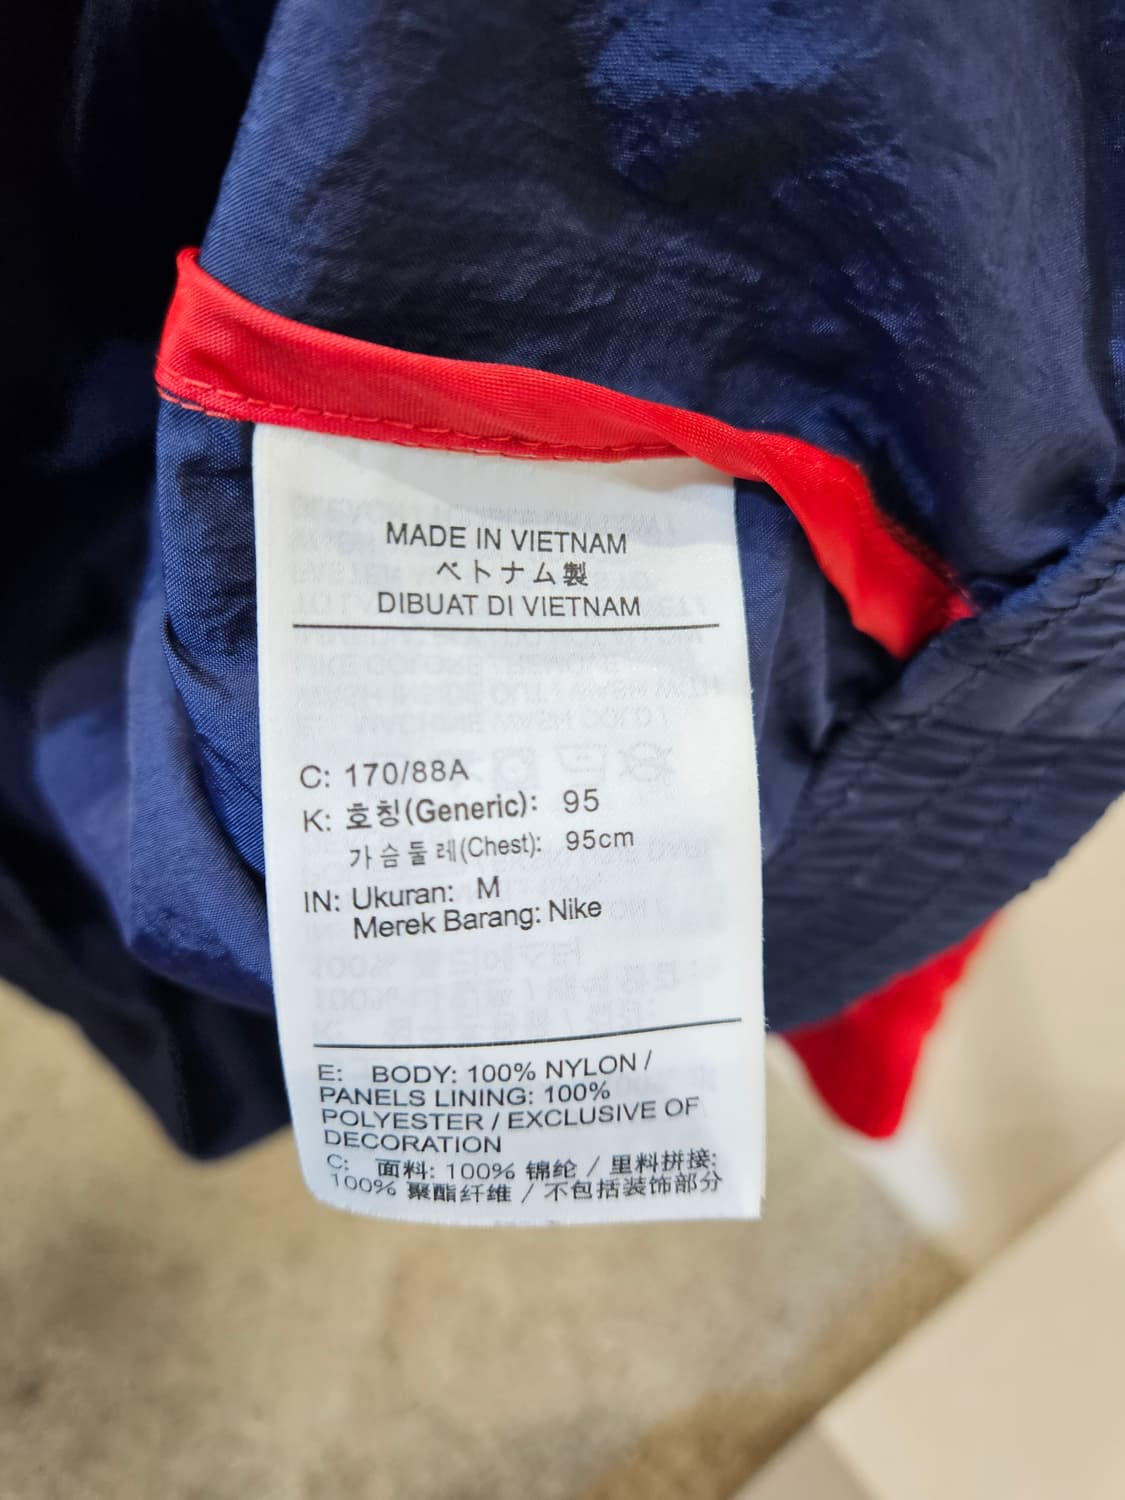 MADE IN VIETNAM
ベトナム製
DIBUAT DI VIETNAM
C: 170/88A
K: 호칭(Generic): 95
가슴둘레(Chest): 95cm
IN: Ukuran: M
Merek Barang: Nike
E: BODY: 100% NYLON /
PANELS LINING: 100%
POLYESTER / EXCLUSIVE OF
DECORATION
C: 面料: 100% 锦纶 / 里料拼接:
100% 聚酯纤维 / 不包括装饰部分